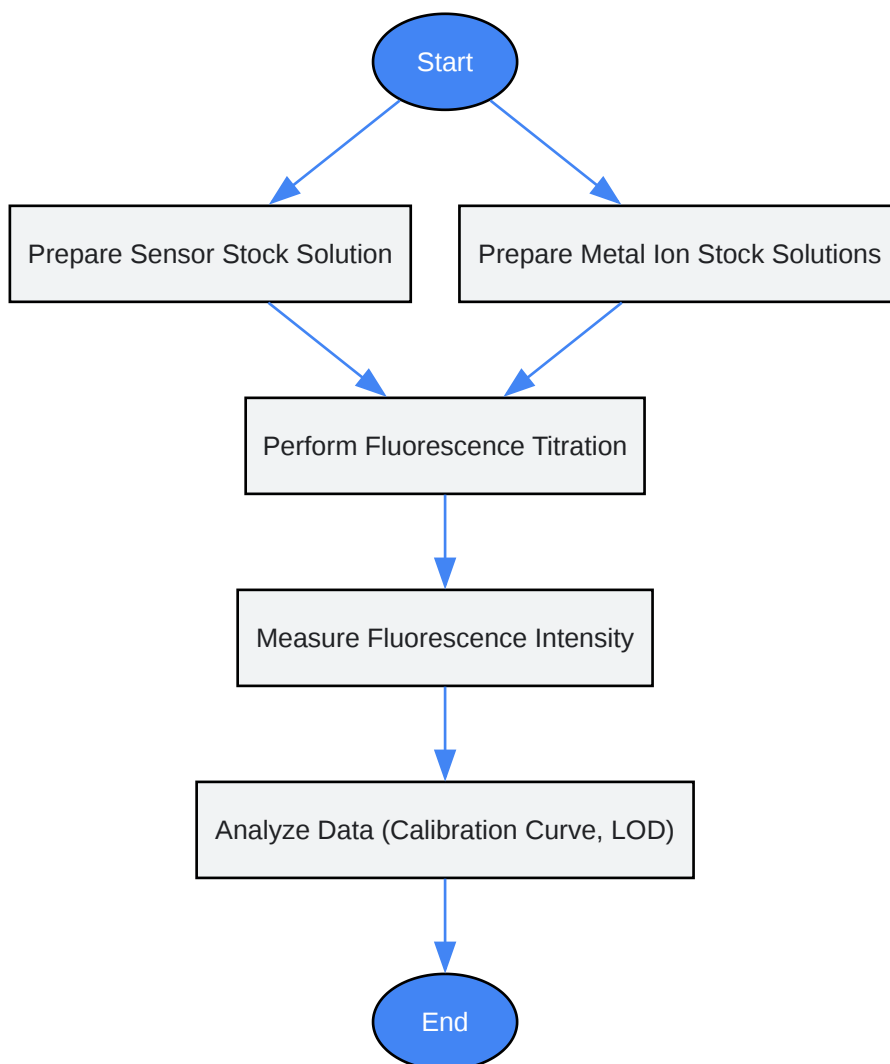 Start
Prepare Sensor Stock Solution
Prepare Metal Ion Stock Solutions
Perform Fluorescence Titration
Measure Fluorescence Intensity
Analyze Data (Calibration Curve, LOD)
End